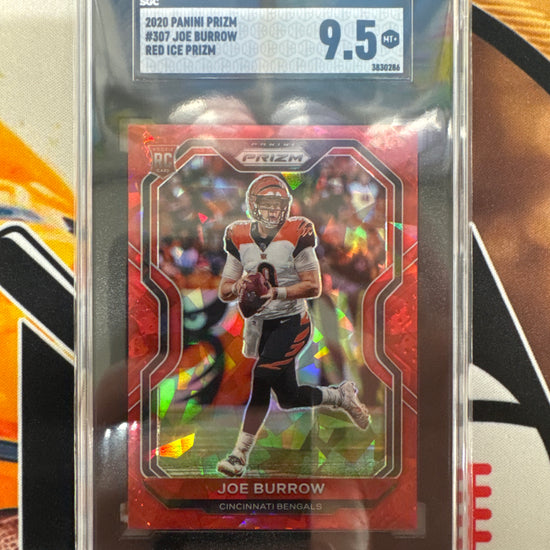 SGC
2020 PANINI PRIZM
#307 JOE BURROW
RED ICE PRIZM
9.5
MT+
3830286
RC
PANINI
PRIZM
9
JOE BURROW
CINCINNATI BENGALS